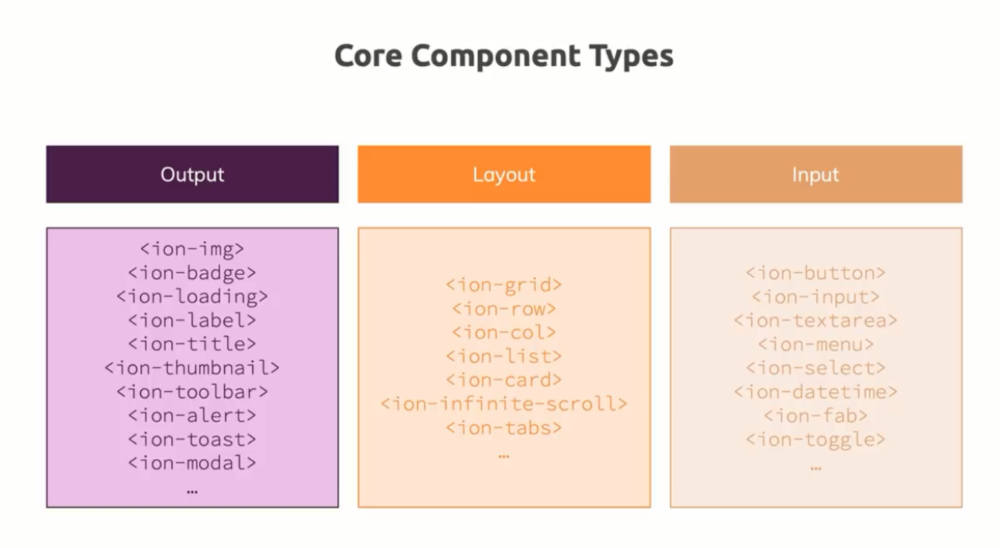 Core Component Types
Output
<ion-img>
<ion-badge>
<ion-loading>
<ion-label>
<ion-title>
<ion-thumbnail>
<ion-toolbar>
<ion-alert>
<ion-toast>
<ion-modal>
…
Layout
<ion-grid>
<ion-row>
<ion-col>
<ion-list>
<ion-card>
<ion-infinite-scroll>
<ion-tabs>
…
Input
<ion-button>
<ion-input>
<ion-textarea>
<ion-menu>
<ion-select>
<ion-datetime>
<ion-fab>
<ion-toggle>
…